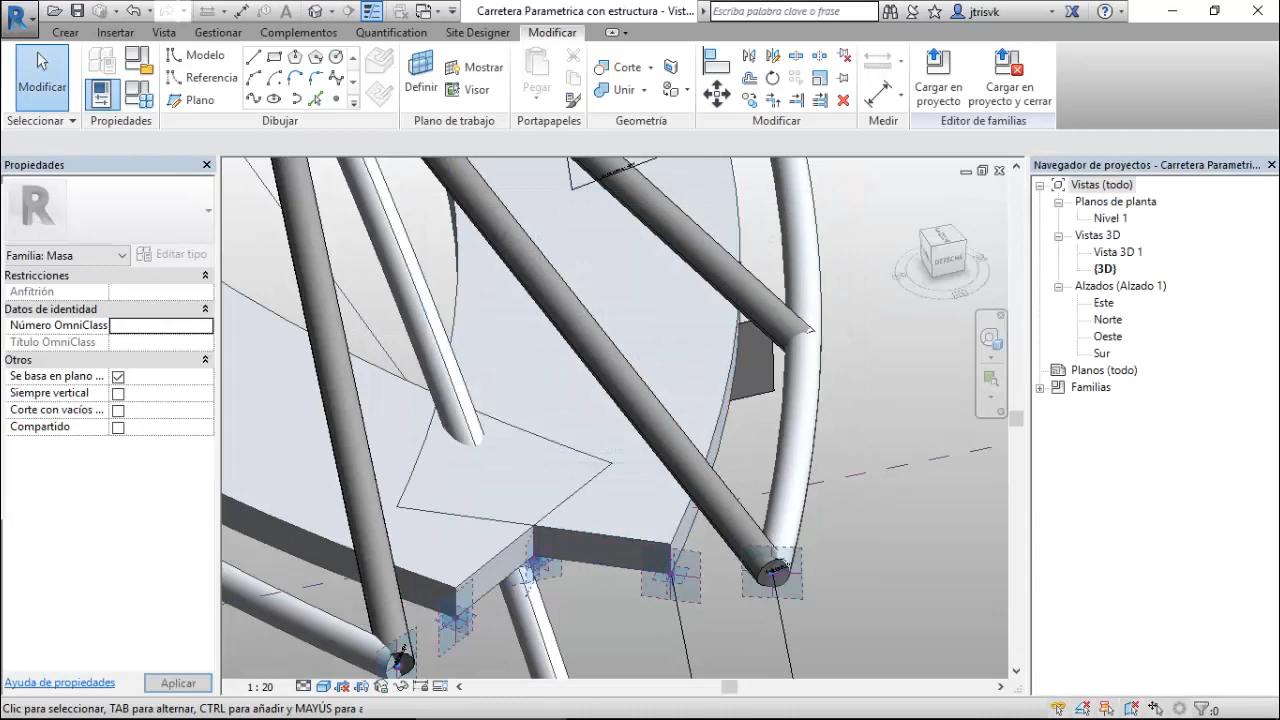 Carretera Parametrica con estructura - Vist...
Escriba palabra clave o frase
jtrisvk
Crear
Insertar
Vista
Gestionar
Complementos
Quantification
Site Designer
Modificar
Modelo
Referencia
Plano
Definir
Mostrar
Visor
Pegar
Corte
Unir
Cargar en
proyecto
Cargar en
proyecto y cerrar
Modificar
Seleccionar
Propiedades
Dibujar
Plano de trabajo
Portapapeles
Geometría
Modificar
Medir
Editor de familias
Propiedades
Familia: Masa
Editar tipo
Restricciones
Anfitrión
Datos de identidad
Número OmniClass
Título OmniClass
Otros
Se basa en plano ...
Siempre vertical
Corte con vacíos ...
Compartido
Ayuda de propiedades
Aplicar
DERECHA
Navegador de proyectos - Carretera Parametri...
Vistas (todo)
Planos de planta
Nivel 1
Vistas 3D
Vista 3D 1
{3D}
Alzados (Alzado 1)
Este
Norte
Oeste
Sur
Planos (todo)
Familias
1 : 20
Clic para seleccionar, TAB para alternar, CTRL para añadir y MAYÚS para a
:0